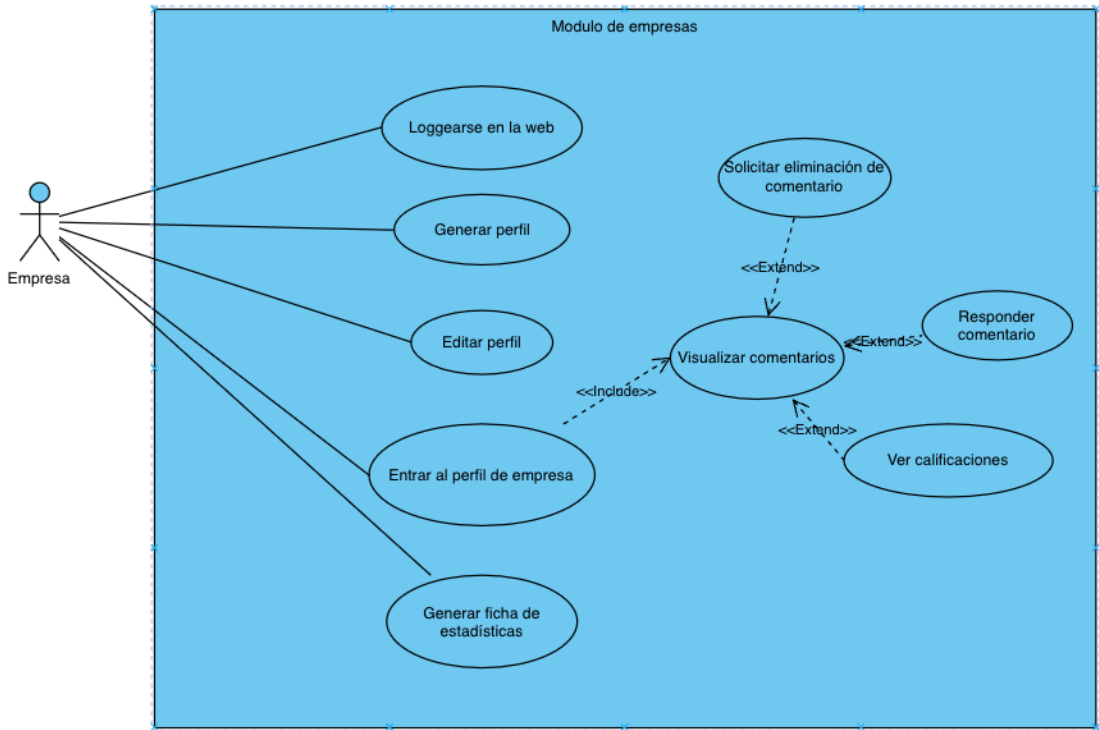 Modulo de empresas
Loggearse en la web
Solicitar eliminación de
comentario
Generar perfil
Empresa
<<Extend>>
Responder
comentario
Editar perfil
Visualizar comentarios
<<Extend>>
<<Include>>
<<Extend>>
Entrar al perfil de empresa
Ver calificaciones
Generar ficha de
estadísticas